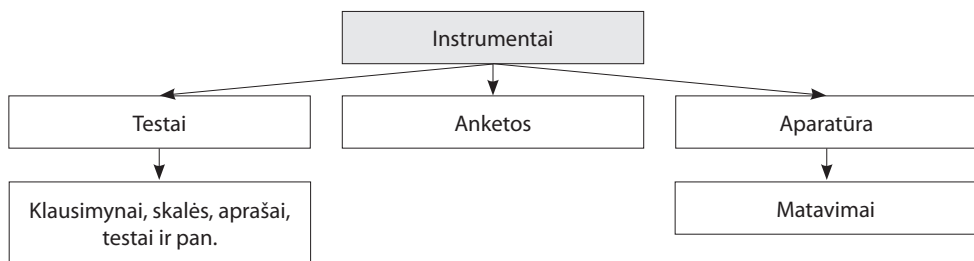 Instrumentai
Testai
Anketos
Aparatūra
Klausimynai, skalės, aprašai,
testai ir pan.
Matavimai